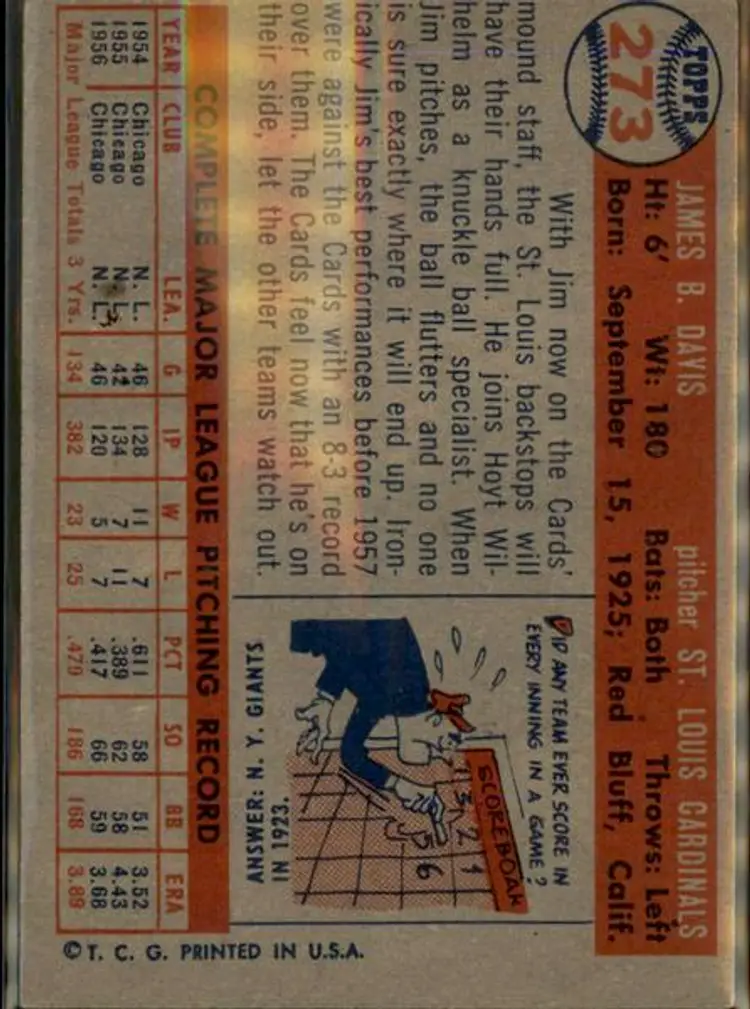 TOPPS
273
JAMES B. DAVIS pitcher ST. LOUIS CARDINALS
Ht: 6' Wt: 180 Bats: Both Throws: Left
Born: September 15, 1925; Red Bluff, Calif.
With Jim now on the Cards'
mound staff, the St. Louis backstops will
have their hands full. He joins Hoyt Wil-
helm as a knuckle ball specialist. When
Jim pitches, the ball flutters and no one
is sure exactly where it will end up. Iron-
ically Jim's best performances before 1957
were against the Cards with an 8-3 record
over them. The Cards feel now that he's on
their side, let the other teams watch out.
DID ANY TEAM EVER SCORE IN
EVERY INNING IN A GAME?
SCOREBOAR
1 3 2 4
5 6
ANSWER: N. Y. GIANTS
IN 1923.
COMPLETE MAJOR LEAGUE PITCHING RECORD
YEAR CLUB LEA. G IP W L PCT SO BB ERA
1954 Chicago N. L. 46 128 11 7 .611 58 51 3.52
1955 Chicago N. L. 42 134 7 11 .389 62 58 4.43
1956 Chicago N. L. 46 120 5 7 .417 66 59 3.68
Major League Totals 3 Yrs. 134 382 23 25 .479 186 168 3.89
© T. C. G. PRINTED IN U.S.A.